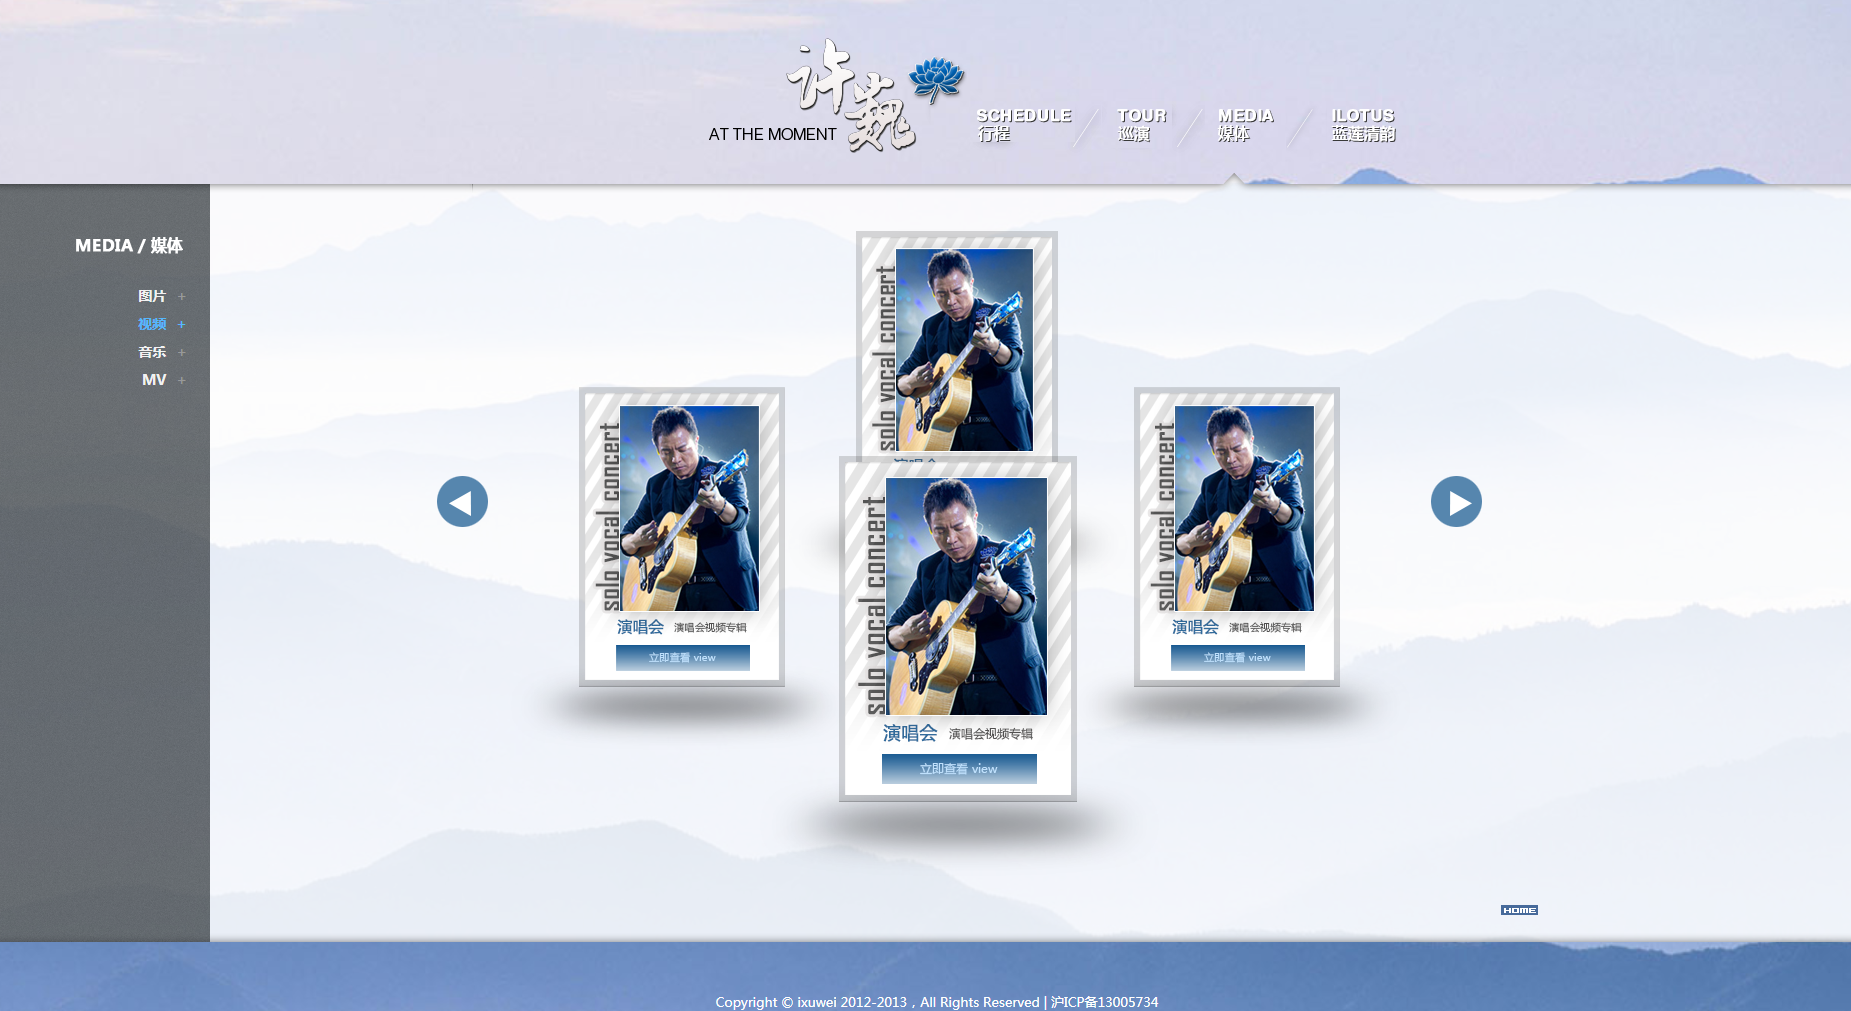 许巍
AT THE MOMENT
SCHEDULE
行程
TOUR
巡演
MEDIA
媒体
ILOTUS
蓝莲清韵
MEDIA / 媒体
图片 +
视频 +
音乐 +
MV +
solo vocal concert
演唱会
solo vocal concert
演唱会 演唱会视频专辑
立即查看 view
solo vocal concert
演唱会 演唱会视频专辑
立即查看 view
solo vocal concert
演唱会 演唱会视频专辑
立即查看 view
HOME
Copyright © ixuwei 2012-2013，All Rights Reserved | 沪ICP备13005734